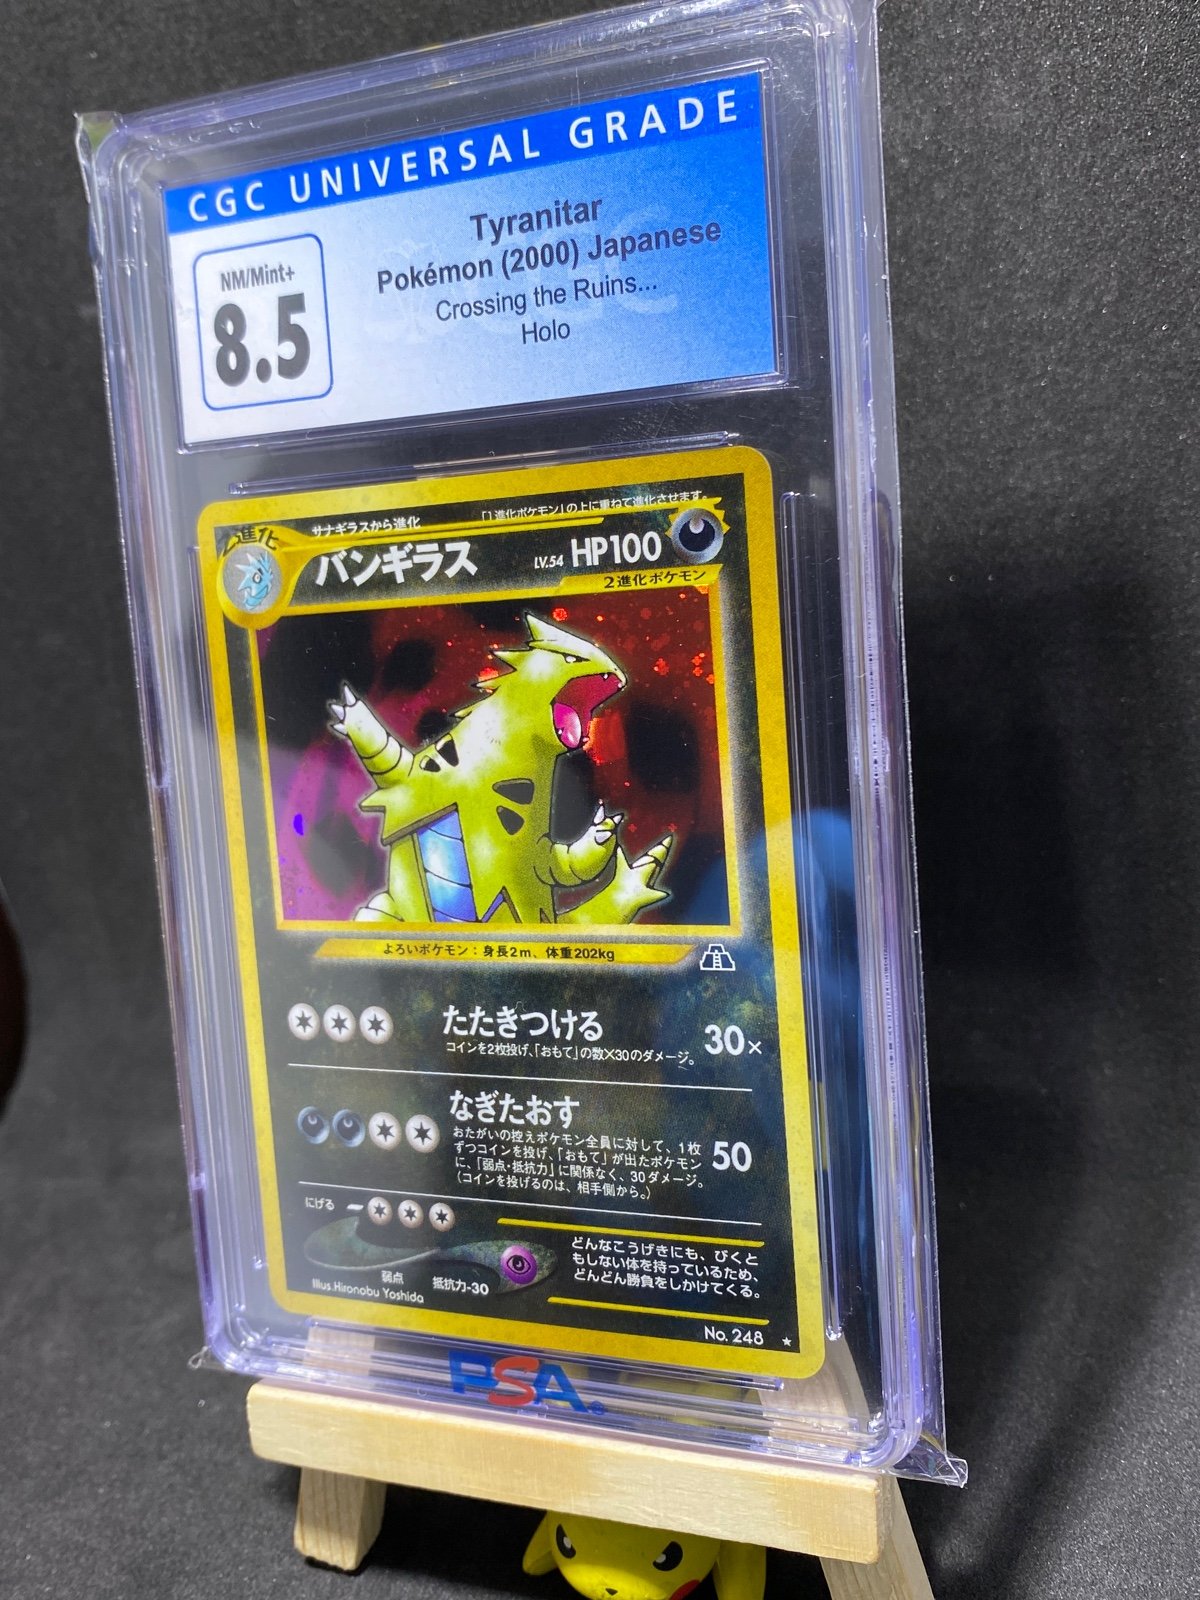 CGC UNIVERSAL GRADE
NM/Mint+
8.5
Tyranitar
Pokémon (2000) Japanese
Crossing the Ruins...
Holo
2進化
サナギラスから進化
「1進化ポケモン」の上に重ねて進化させます。
バンギラス
LV.54 HP100
2進化ポケモン
よろいポケモン：身長2m、体重202kg
たたきつける 30×
コインを2枚投げ、「おもて」の数×30のダメージ。
なぎたおす 50
おたがいの控えポケモン全員に対して、1枚
ずつコインを投げ、「おもて」が出たポケモン
に、「弱点・抵抗力」に関係なく、30ダメージ。
（コインを投げるのは、相手側から。）
にげる
弱点 抵抗力-30
Illus. Hironobu Yoshida
どんなこうげきにも、びくと
もしない体を持っているため、
どんどん勝負をしかけてくる。
No. 248 ★
PSA®